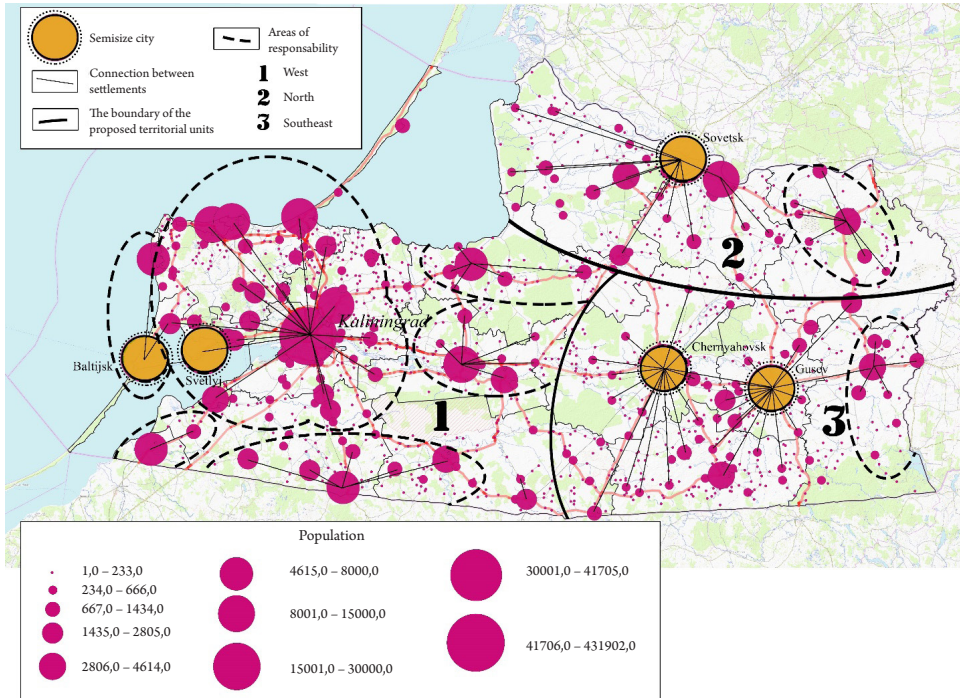 Semisize city
Connection between
settlements
The boundary of the
proposed territorial units
Areas of
responsability
1 West
2 North
3 Southeast
Sovetsk
2
Kaliningrad
Baltijsk
Svetlyj
Chernyahovsk
Gusev
1
3
Population
1,0 – 233,0
234,0 – 666,0
667,0 – 1434,0
1435,0 – 2805,0
2806,0 – 4614,0
4615,0 – 8000,0
8001,0 – 15000,0
15001,0 – 30000,0
30001,0 – 41705,0
41706,0 – 431902,0